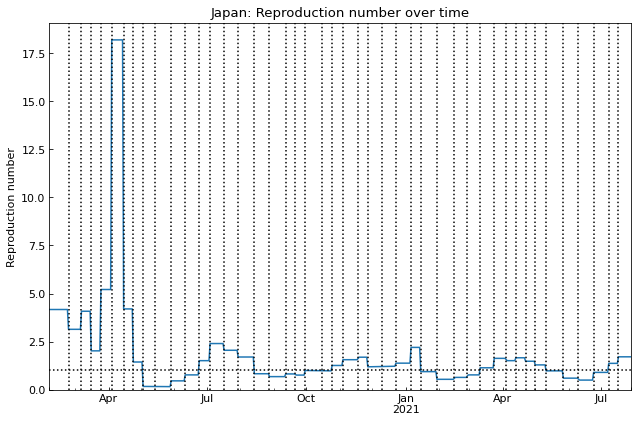 Japan: Reproduction number over time
Reproduction number
17.5
15.0
12.5
10.0
7.5
5.0
2.5
0.0
Apr
Jul
Oct
Jan
2021
Apr
Jul